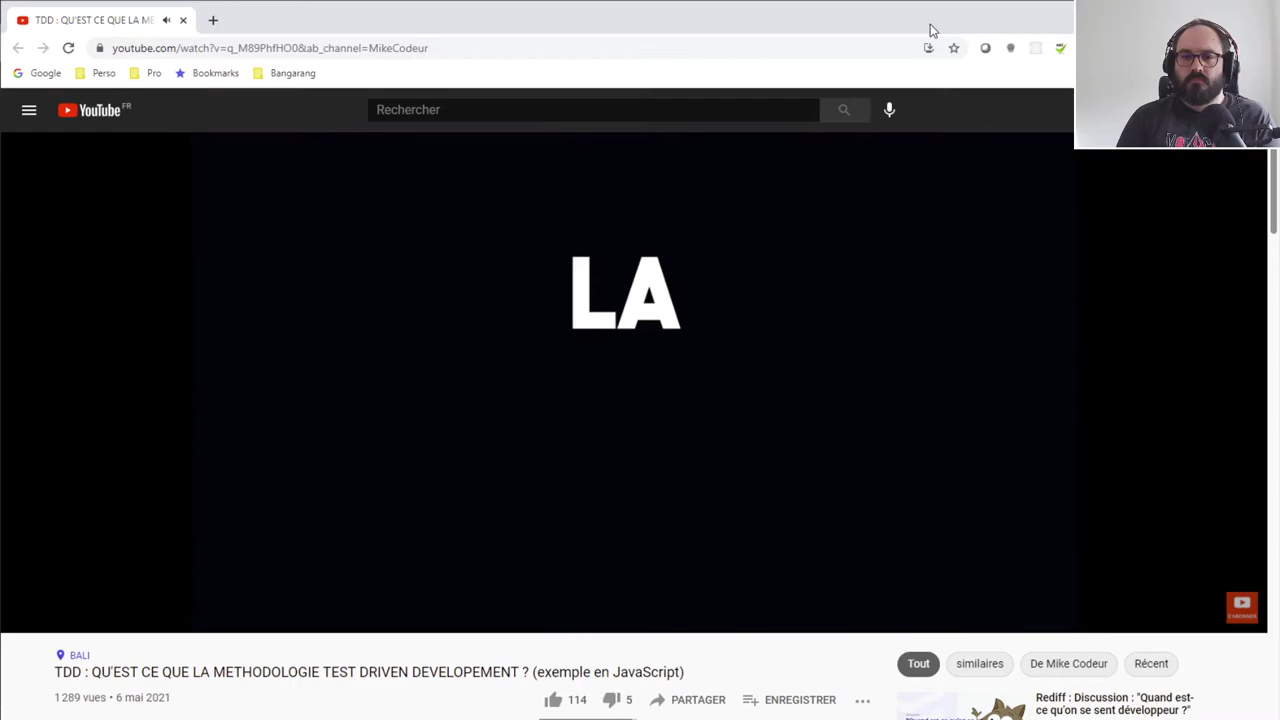 TDD : QU'EST CE QUE LA ME
youtube.com/watch?v=q_M89PhfHO0&ab_channel=MikeCodeur
Google
Perso
Pro
Bookmarks
Bangarang
YouTube FR
Rechercher
LA
S'ABONNER
BALI
TDD : QU'EST CE QUE LA METHODOLOGIE TEST DRIVEN DEVELOPEMENT ? (exemple en JavaScript)
1 289 vues • 6 mai 2021
114
5
PARTAGER
ENREGISTRER
Tout
similaires
De Mike Codeur
Récent
Rediff : Discussion : "Quand est-
ce qu'on se sent développeur ?"